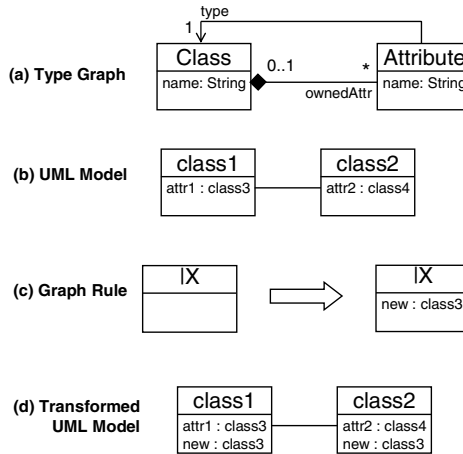 type
1
Class
0..1
*
Attribute
(a) Type Graph
name: String
ownedAttr
name: String
(b) UML Model
class1
class2
attr1 : class3
attr2 : class4
(c) Graph Rule
|X
|X
new : class3
(d) Transformed
UML Model
class1
class2
attr1 : class3
attr2 : class4
new : class3
new : class3